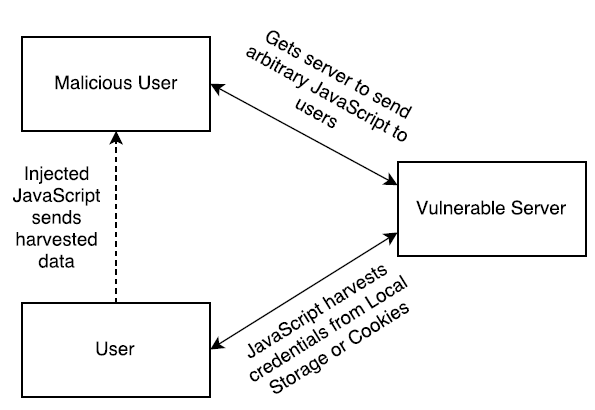 Malicious User
Gets server to send
arbitrary JavaScript to
users
Injected
JavaScript
sends
harvested
data
Vulnerable Server
User
JavaScript harvests
credentials from Local
Storage or Cookies